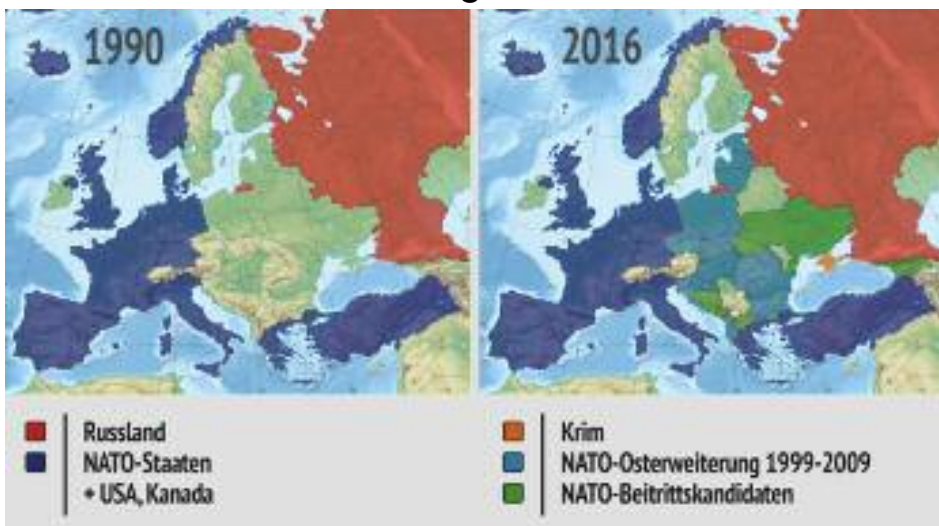 1990
2016
Russland
NATO-Staaten
+ USA, Kanada
Krim
NATO-Osterweiterung 1999-2009
NATO-Beitrittskandidaten